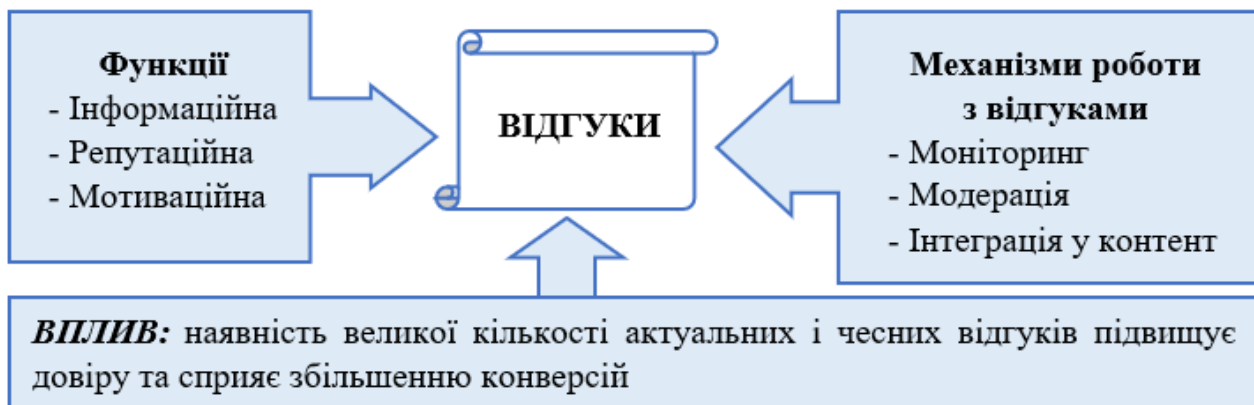 Функції
- Інформаційна
- Репутаційна
- Мотиваційна
ВІДГУКИ
Механізми роботи
з відгуками
- Моніторинг
- Модерація
- Інтеграція у контент
ВПЛИВ: наявність великої кількості актуальних і чесних відгуків підвищує
довіру та сприяє збільшенню конверсій